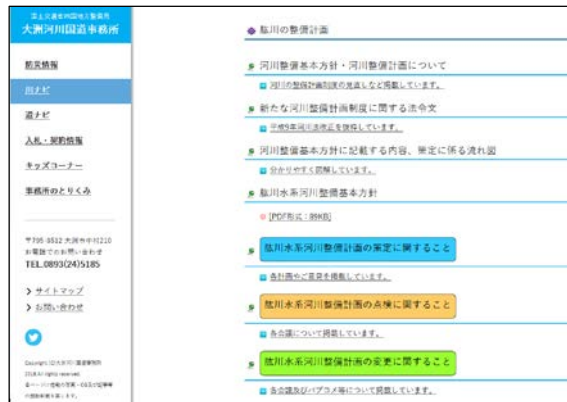 国土交通省四国地方整備局
大洲河川国道事務所
防災情報
川ナビ
道ナビ
入札・契約情報
キッズコーナー
事務所のとりくみ
〒795-8512 大洲市中村210
お電話でのお問い合わせ
TEL.0893(24)5185
サイトマップ
お問い合わせ
Copyright (C)大洲河川国道事務所
2018 All rights reserved.
肱川の整備計画
河川整備基本方針・河川整備計画について
河川の整備計画制度の見直しなど掲載しています。
新たな河川整備計画制度に関する法令文
平成9年河川法改正を抜粋しています。
河川整備基本方針に記載する内容、策定に係る流れ図
分かりやすく図解しています。
肱川水系河川整備基本方針
[PDF形式：89KB]
肱川水系河川整備計画の策定に関すること
各計画やご意見を掲載しています。
肱川水系河川整備計画の点検に関すること
各会議について掲載しています。
肱川水系河川整備計画の変更に関すること
各会議及びパブコメ等について掲載しています。